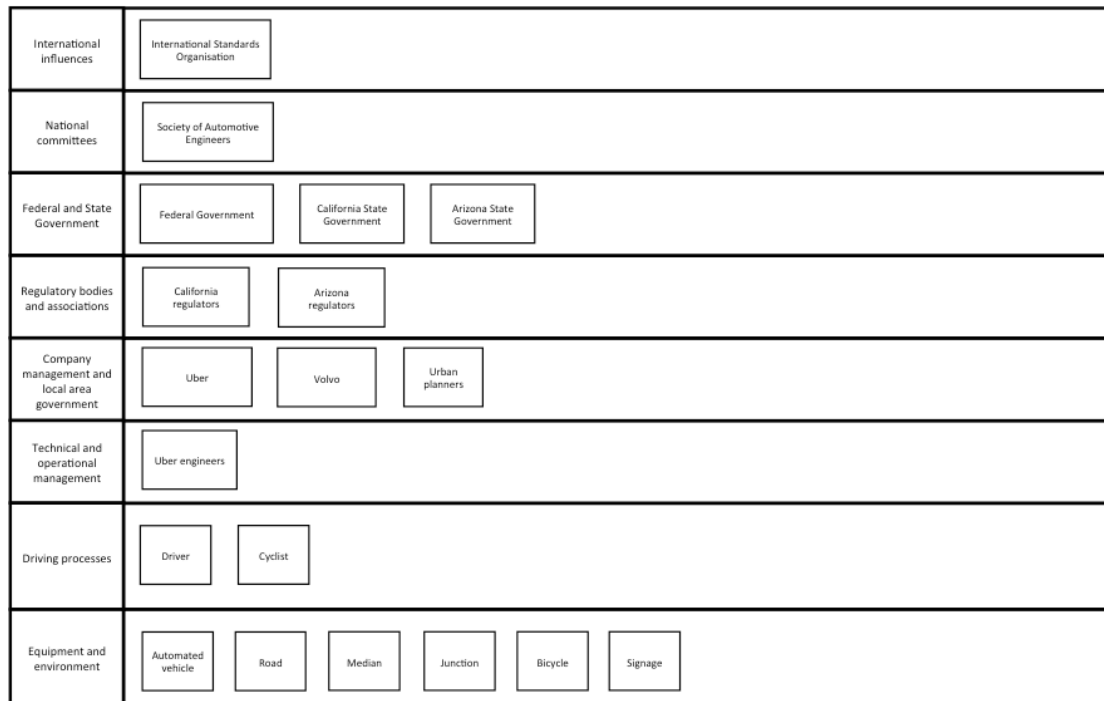 International
influences
International Standards
Organisation
National
committees
Society of Automotive
Engineers
Federal and State
Government
Federal Government
California State
Government
Arizona State
Government
Regulatory bodies
and associations
California
regulators
Arizona
regulators
Company
management and
local area
government
Uber
Volvo
Urban
planners
Technical and
operational
management
Uber engineers
Driving processes
Driver
Cyclist
Equipment and
environment
Automated
vehicle
Road
Median
Junction
Bicycle
Signage